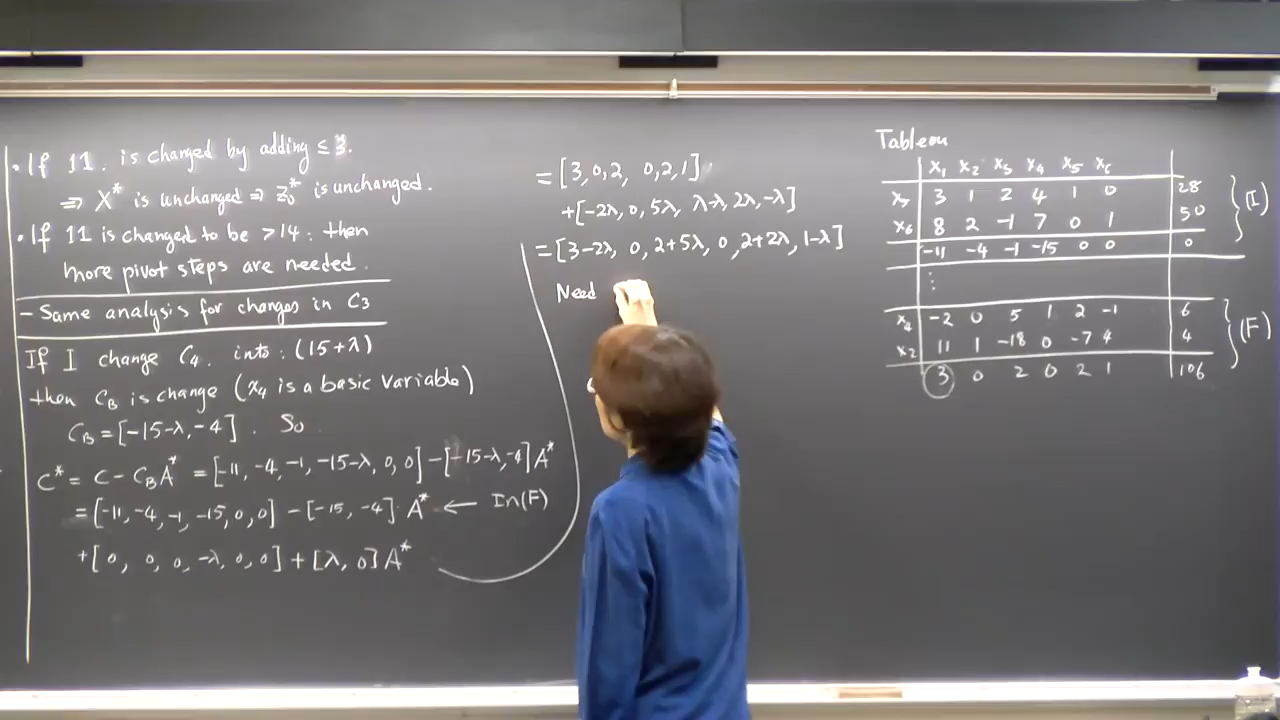 • If 11 is changed by adding ≤ 3.
⇒ X* is unchanged ⇒ Z₀* is unchanged.
• If 11 is changed to be >14: then
more pivot steps are needed.
- Same analysis for changes in C₃
If I change C₄ into: (15+λ)
then C_B is change (x₄ is a basic variable)
C_B = [-15-λ, -4]. So
C* = C - C_B A* = [-11, -4, -1, -15-λ, 0, 0] - [-15-λ, -4] A*
= [-11, -4, -1, -15, 0, 0] - [-15, -4] A* ← In(F)
+ [0, 0, 0, -λ, 0, 0] + [λ, 0] A*
= [3, 0, 2, 0, 2, 1]
+ [-2λ, 0, 5λ, λ-λ, 2λ, -λ]
= [3-2λ, 0, 2+5λ, 0, 2+2λ, 1-λ]
Need
Tableau
x₁ x₂ x₃ x₄ x₅ x₆
x₅ 3 1 2 4 1 0 28
x₆ 8 2 -1 7 0 1 50
(I)
-11 -4 -1 -15 0 0 0
⋮
x₄ -2 0 5 1 2 -1 6
x₂ 11 1 -18 0 -7 4 4
(F)
3 0 2 0 2 1 106